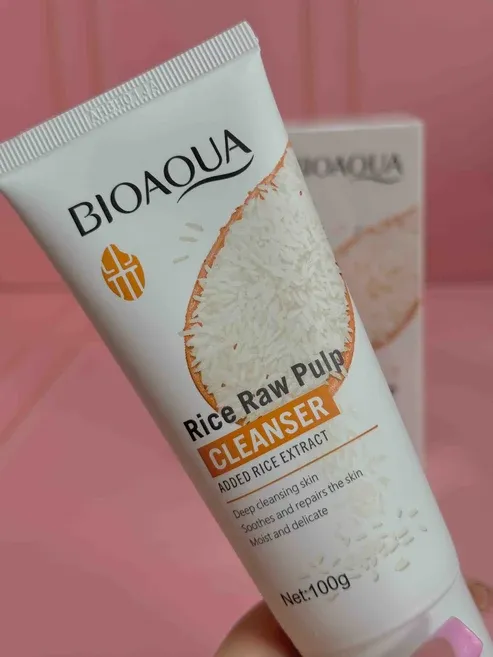 BIOAQUA
Rice Raw Pulp
CLEANSER
ADDED RICE EXTRACT
Deep cleansing skin
Soothes and repairs the skin
Moist and delicate
Net:100g
BIOAQUA